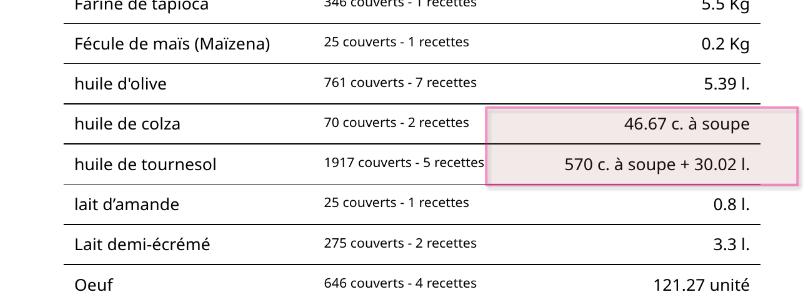 Farine de tapioca 346 couverts - 1 recettes 5.5 Kg
Fécule de maïs (Maïzena) 25 couverts - 1 recettes 0.2 Kg
huile d'olive 761 couverts - 7 recettes 5.39 l.
huile de colza 70 couverts - 2 recettes 46.67 c. à soupe
huile de tournesol 1917 couverts - 5 recettes 570 c. à soupe + 30.02 l.
lait d’amande 25 couverts - 1 recettes 0.8 l.
Lait demi-écrémé 275 couverts - 2 recettes 3.3 l.
Oeuf 646 couverts - 4 recettes 121.27 unité